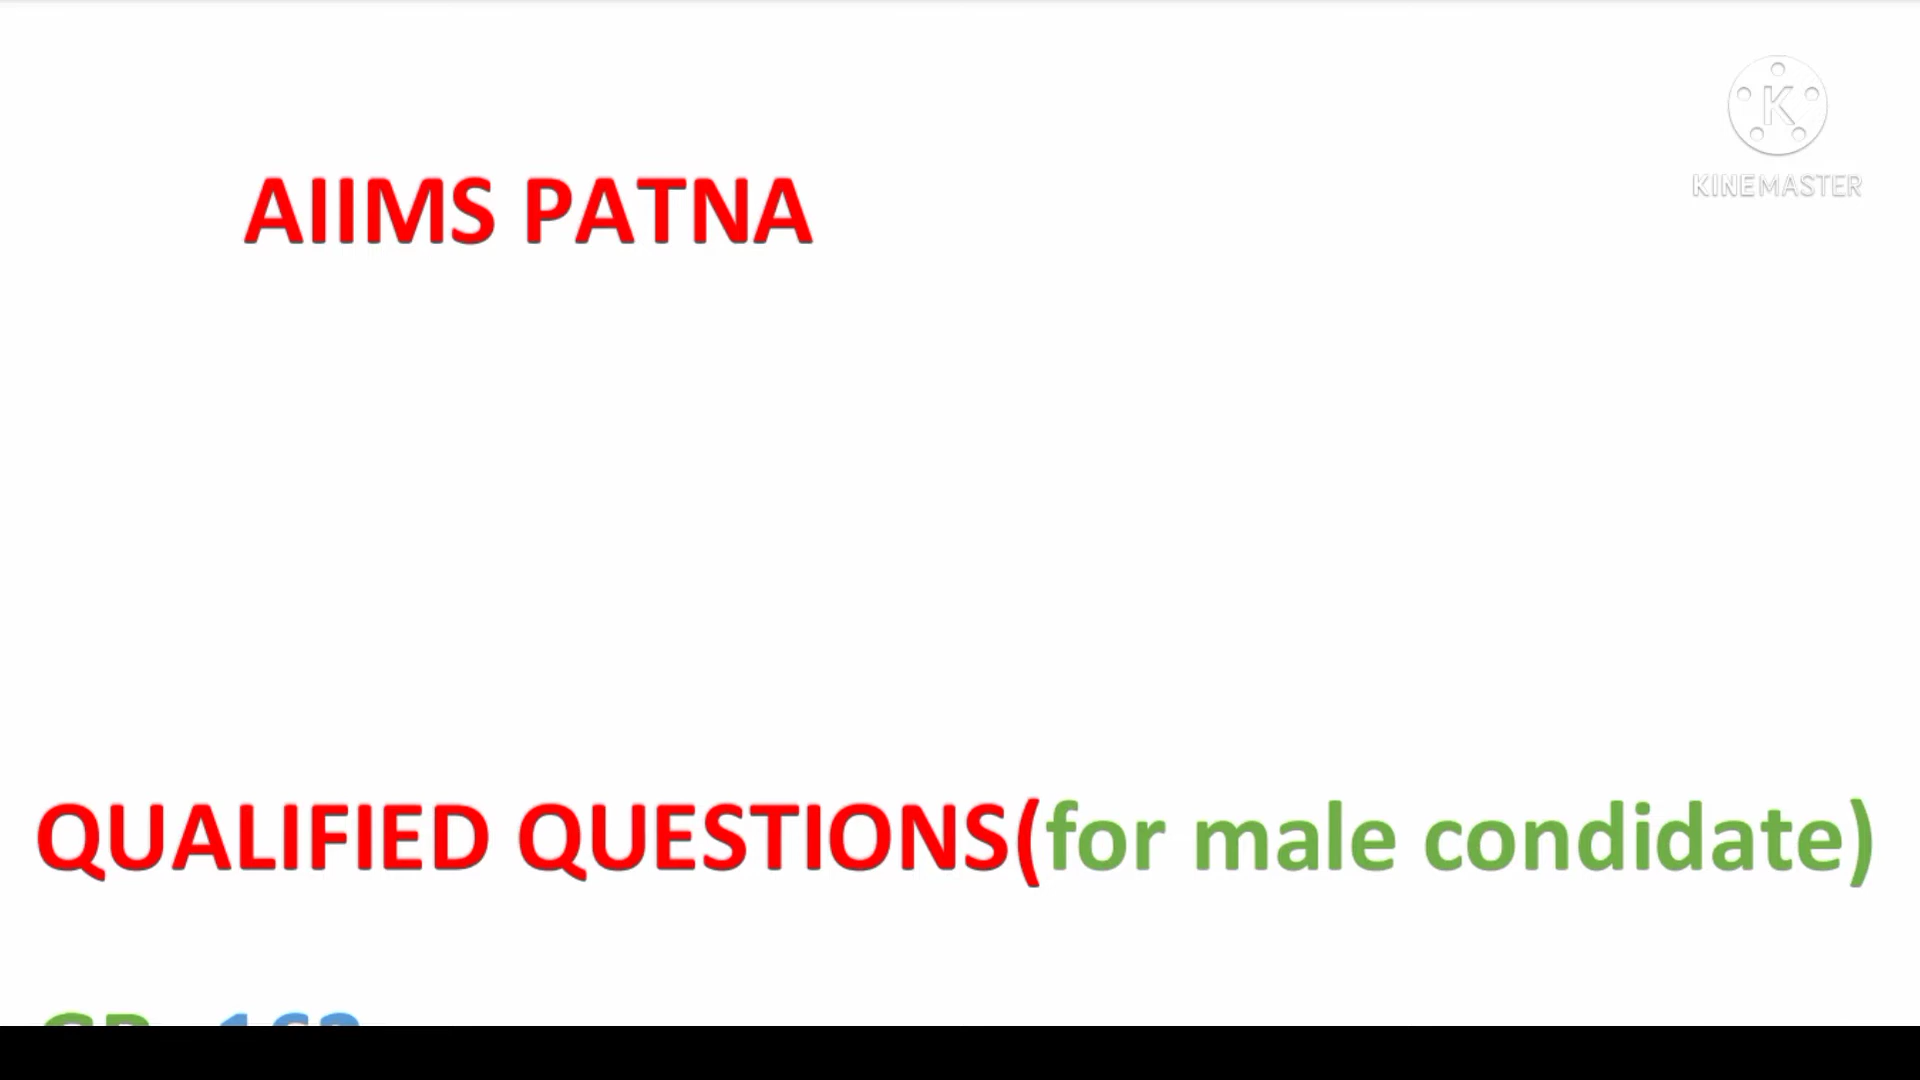 KINEMASTER
AIIMS PATNA
QUALIFIED QUESTIONS(for male condidate)